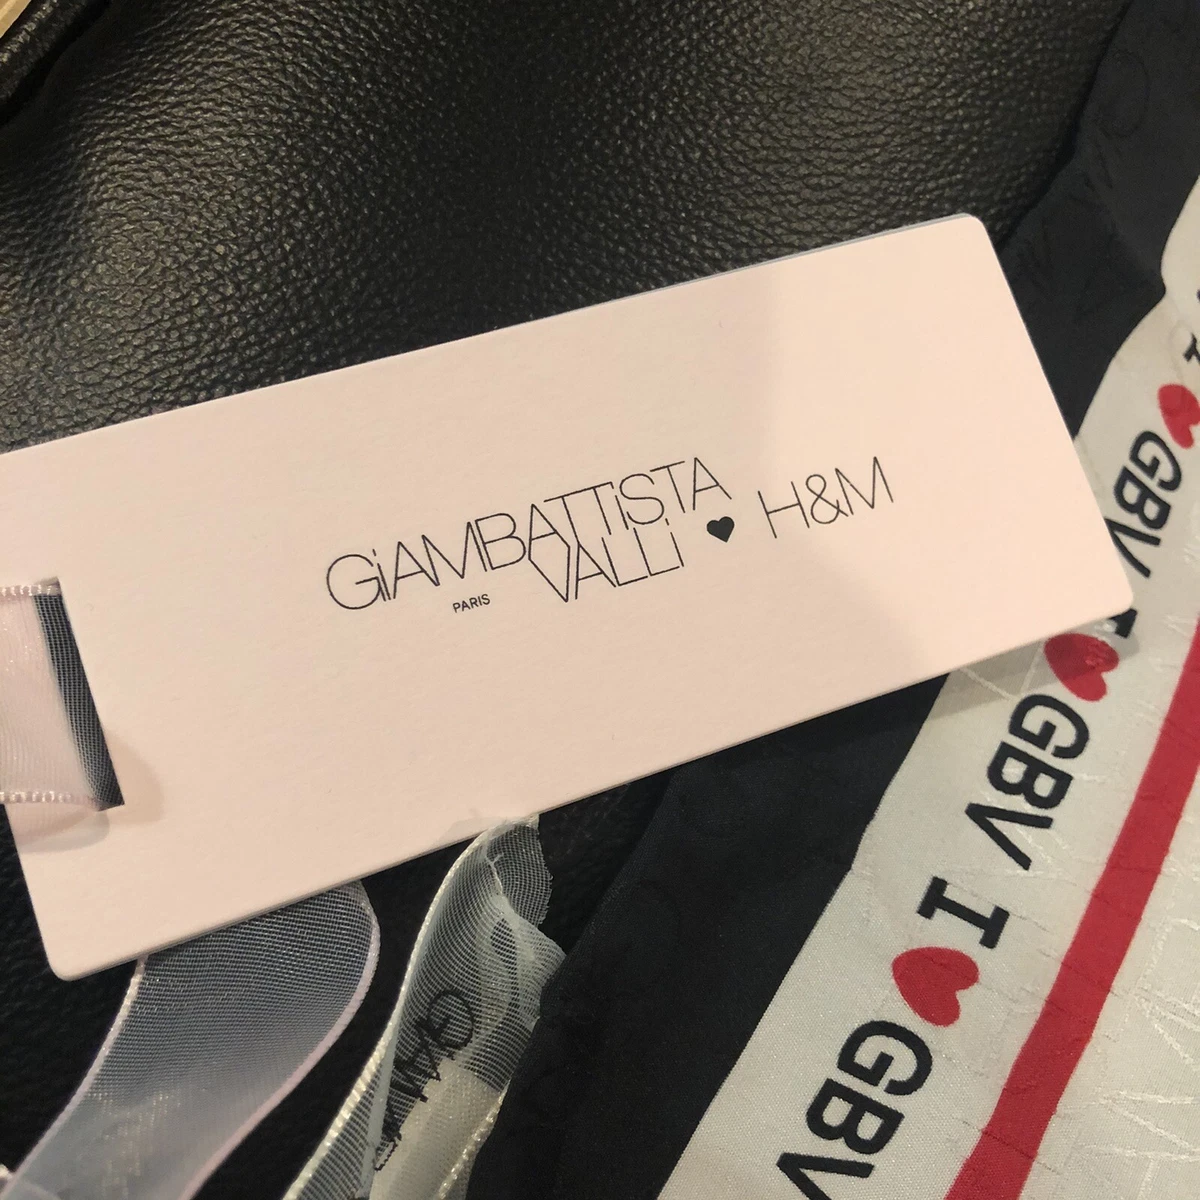 GiAMBATTiSTA
VALLi
PARIS
♥ H&M
I ♥ GBV I ♥ GBV I ♥ GBV